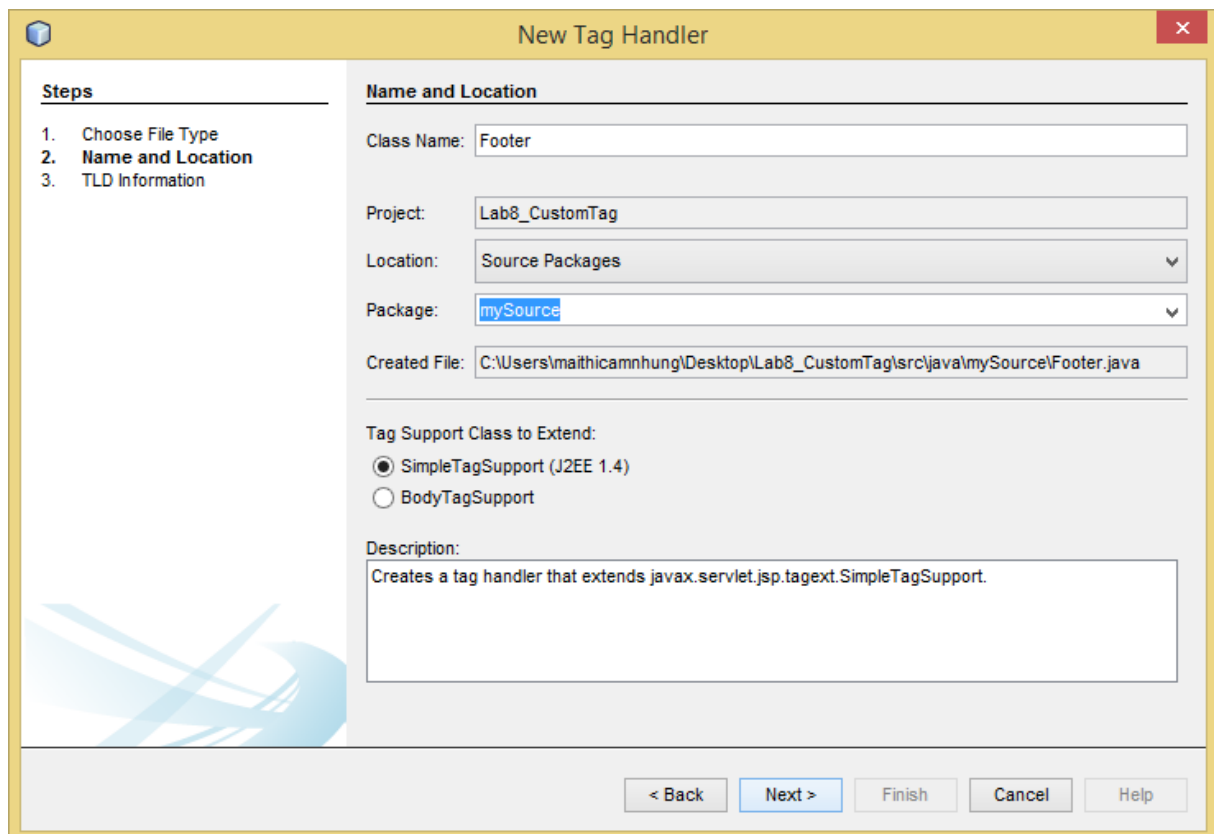 New Tag Handler
Steps
1. Choose File Type
2. Name and Location
3. TLD Information
Name and Location
Class Name: Footer
Project: Lab8_CustomTag
Location: Source Packages
Package: mySource
Created File: C:\Users\maithicamnhung\Desktop\Lab8_CustomTag\src\java\mySource\Footer.java
Tag Support Class to Extend:
SimpleTagSupport (J2EE 1.4)
BodyTagSupport
Description:
Creates a tag handler that extends javax.servlet.jsp.tagext.SimpleTagSupport.
< Back Next > Finish Cancel Help